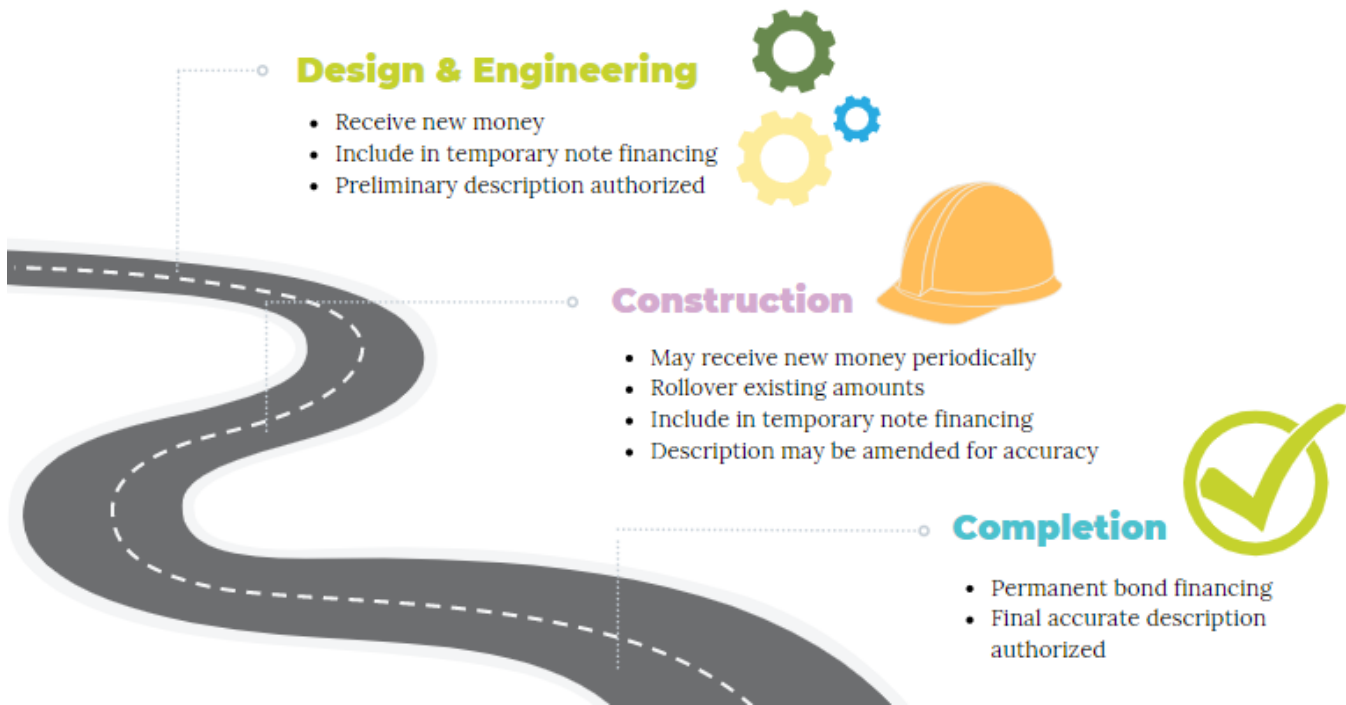 Design & Engineering
• Receive new money
• Include in temporary note financing
• Preliminary description authorized
Construction
• May receive new money periodically
• Rollover existing amounts
• Include in temporary note financing
• Description may be amended for accuracy
Completion
• Permanent bond financing
• Final accurate description
authorized